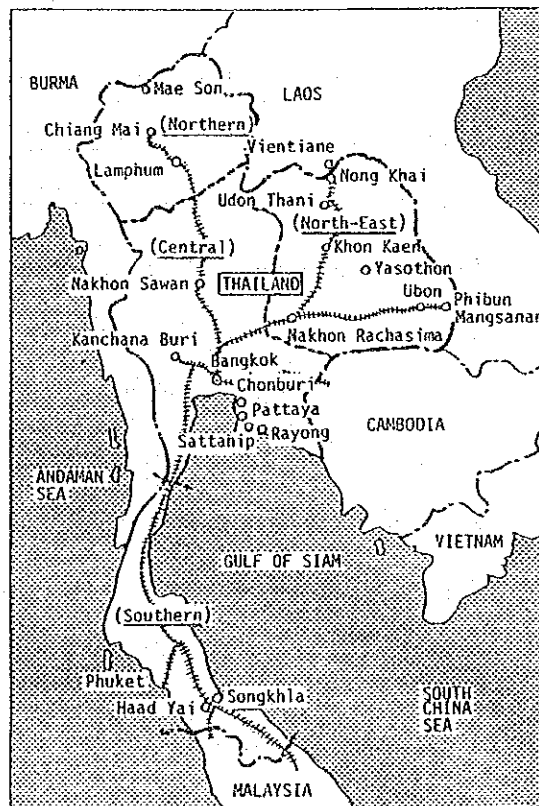 BURMA
Mae Son
LAOS
Chiang Mai
(Northern)
Vientiane
Lamphum
Nong Khai
Udon Thani
(North-East)
(Central)
Khon Kaen
Yasothon
Nakhon Sawan
THAILAND
Ubon
Phibun
Mangsanan
Nakhon Rachasima
Kanchana Buri
Bangkok
Chonburi
Pattaya
CAMBODIA
Sattahip
Rayong
ANDAMAN
SEA
VIETNAM
GULF OF SIAM
(Southern)
Phuket
Songkhla
Haad Yai
SOUTH
CHINA
SEA
MALAYSIA